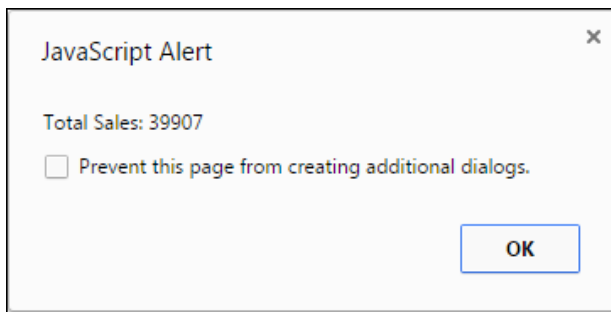 JavaScript Alert
Total Sales: 39907
Prevent this page from creating additional dialogs.
OK